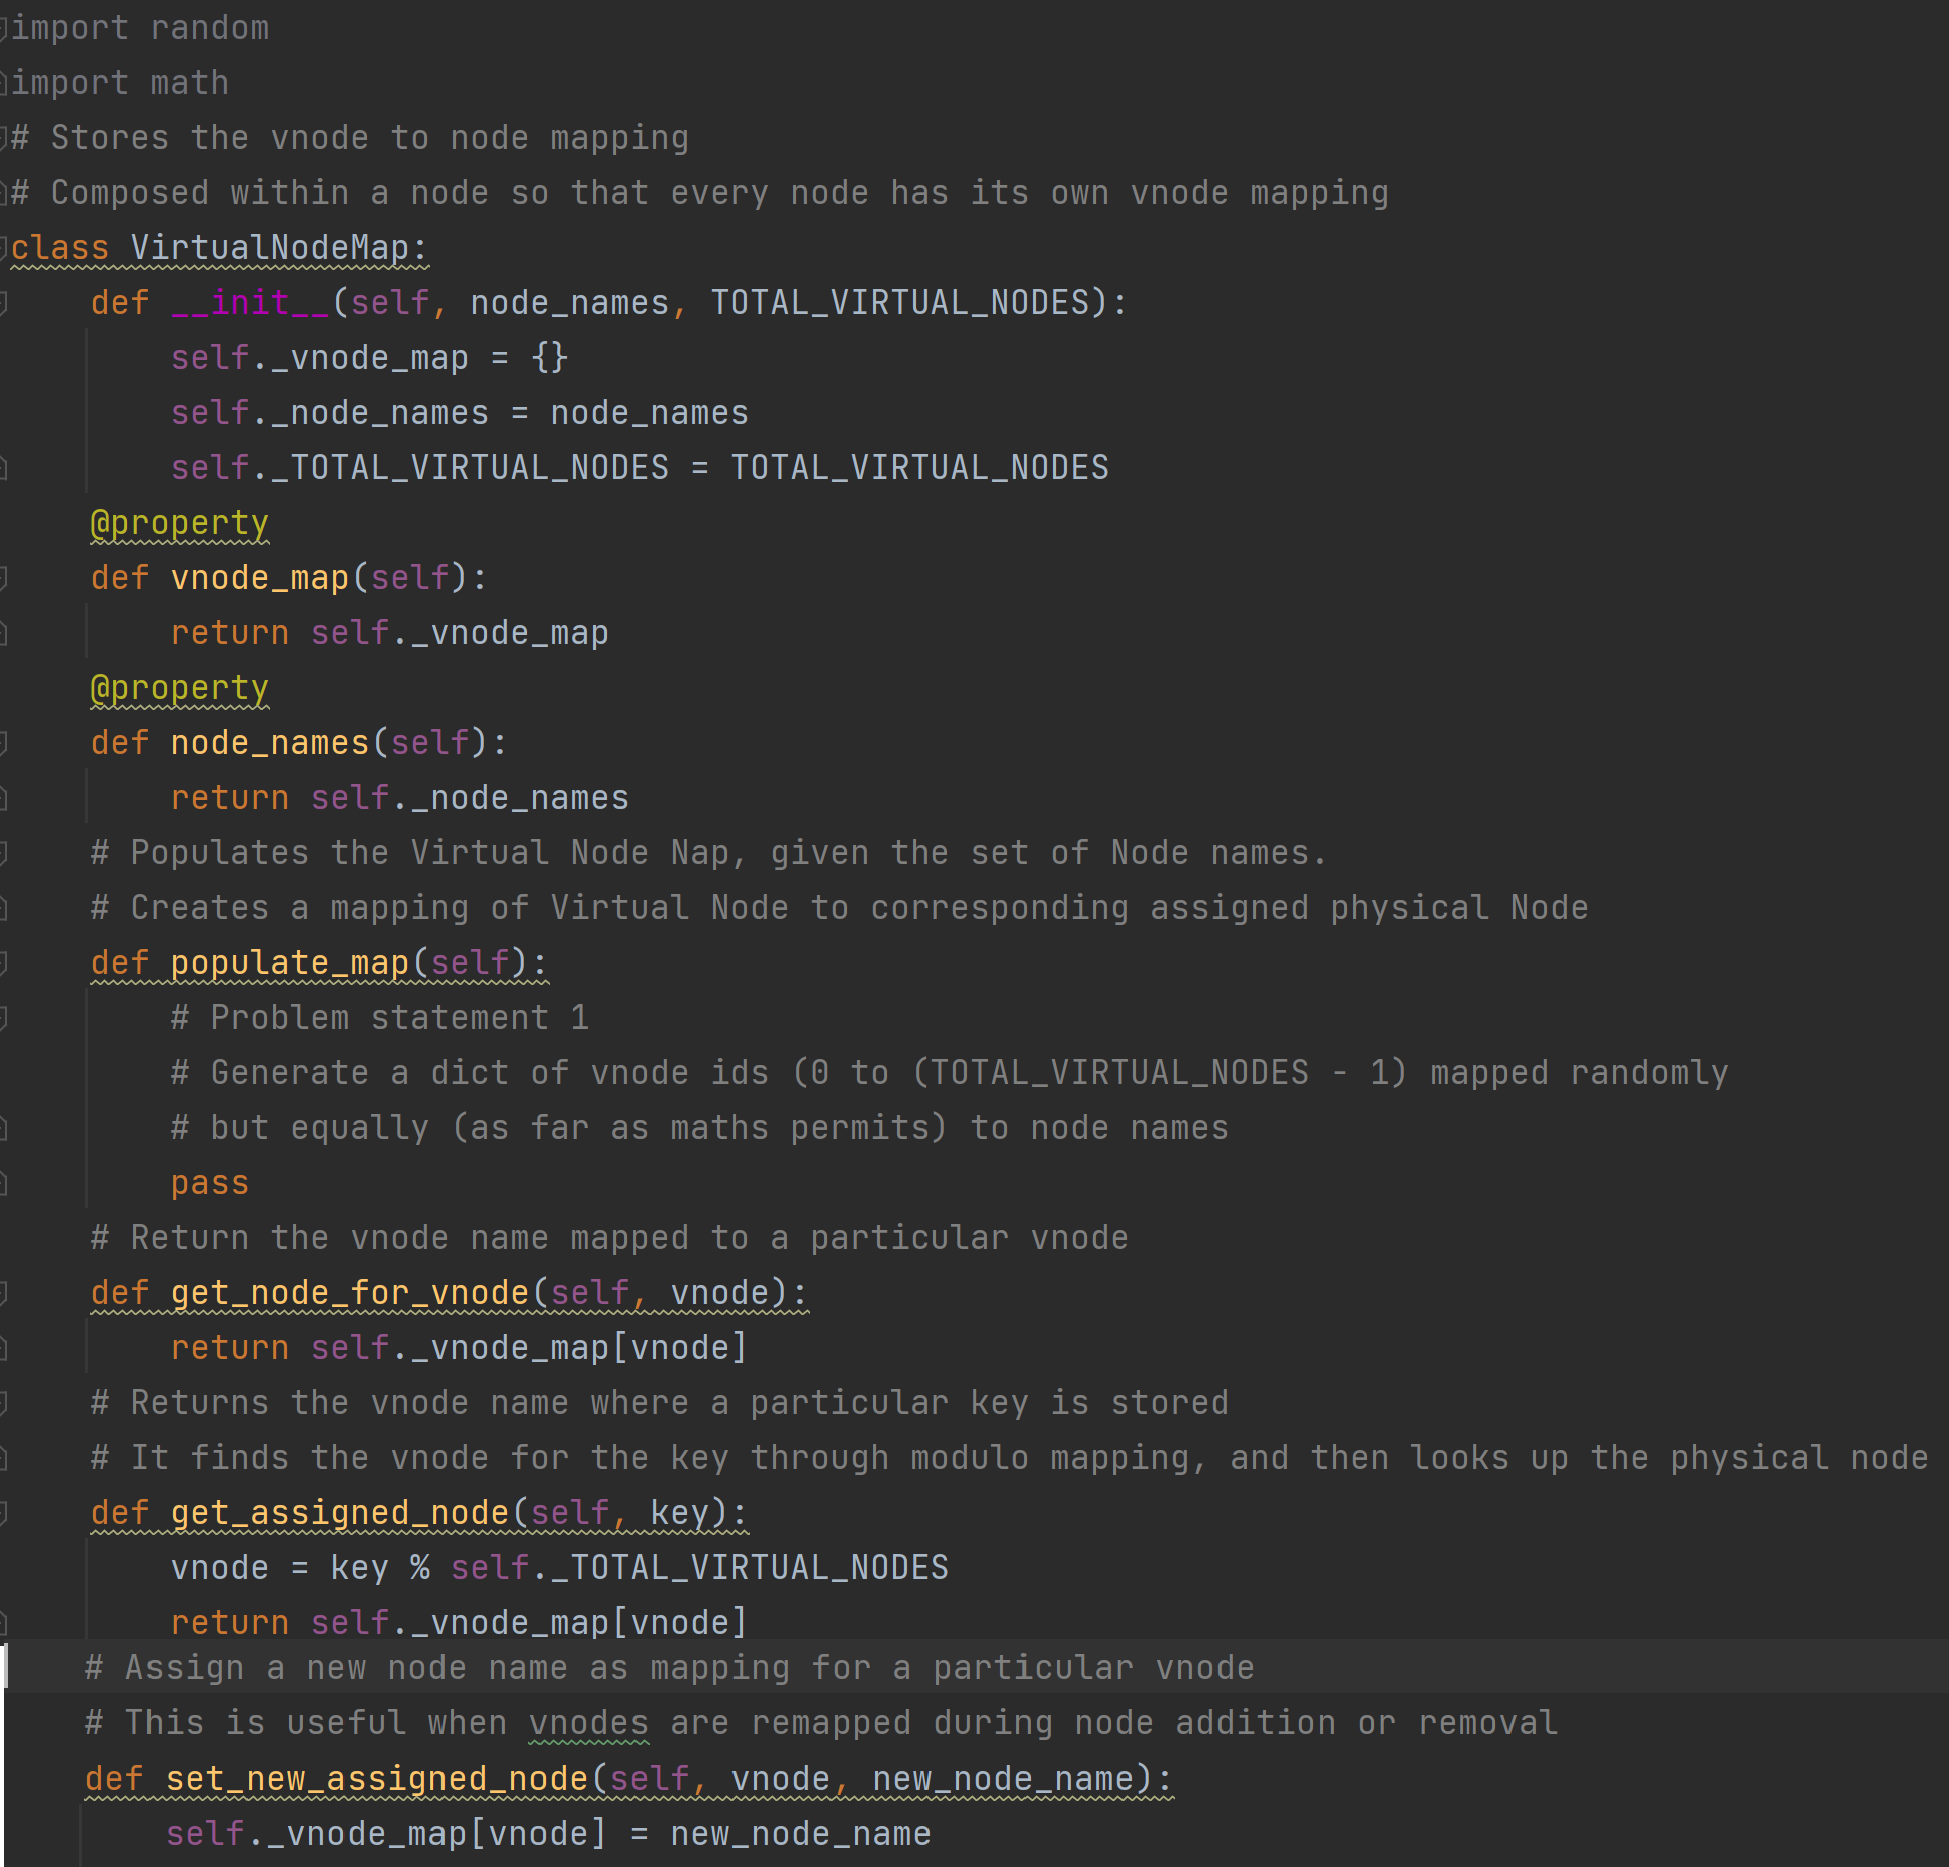 import random
import math
# Stores the vnode to node mapping
# Composed within a node so that every node has its own vnode mapping
class VirtualNodeMap:
    def __init__(self, node_names, TOTAL_VIRTUAL_NODES):
        self._vnode_map = {}
        self._node_names = node_names
        self._TOTAL_VIRTUAL_NODES = TOTAL_VIRTUAL_NODES
    @property
    def vnode_map(self):
        return self._vnode_map
    @property
    def node_names(self):
        return self._node_names
    # Populates the Virtual Node Nap, given the set of Node names.
    # Creates a mapping of Virtual Node to corresponding assigned physical Node
    def populate_map(self):
        # Problem statement 1
        # Generate a dict of vnode ids (0 to (TOTAL_VIRTUAL_NODES - 1) mapped randomly
        # but equally (as far as maths permits) to node names
        pass
    # Return the vnode name mapped to a particular vnode
    def get_node_for_vnode(self, vnode):
        return self._vnode_map[vnode]
    # Returns the vnode name where a particular key is stored
    # It finds the vnode for the key through modulo mapping, and then looks up the physical node
    def get_assigned_node(self, key):
        vnode = key % self._TOTAL_VIRTUAL_NODES
        return self._vnode_map[vnode]
    # Assign a new node name as mapping for a particular vnode
    # This is useful when vnodes are remapped during node addition or removal
    def set_new_assigned_node(self, vnode, new_node_name):
        self._vnode_map[vnode] = new_node_name